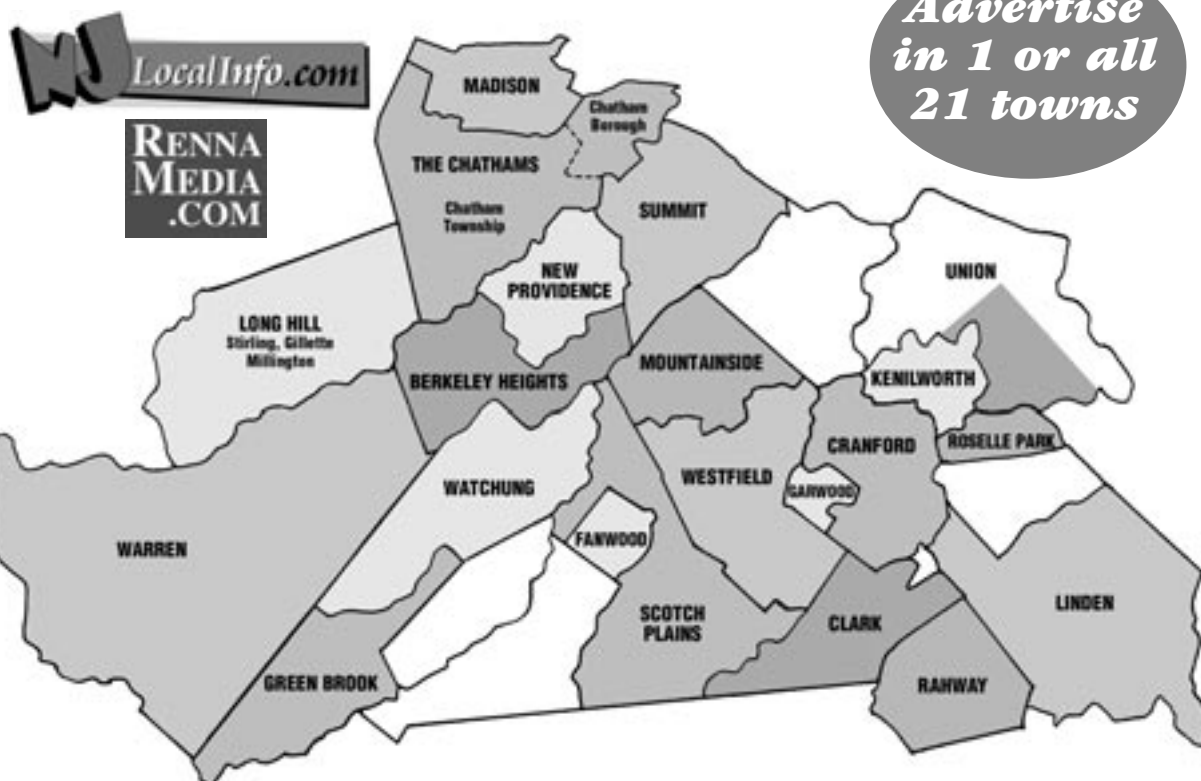 Advertise
in 1 or all
21 towns
NJ LocalInfo.com
RENNA
MEDIA
.COM
MADISON
Chatham
Borough
THE CHATHAMS
Chatham
Township
SUMMIT
NEW
PROVIDENCE
UNION
LONG HILL
Stirling, Gillette
Millington
MOUNTAINSIDE
KENILWORTH
BERKELEY HEIGHTS
CRANFORD
ROSELLE PARK
WESTFIELD
GARWOOD
WATCHUNG
FANWOOD
WARREN
SCOTCH
PLAINS
LINDEN
CLARK
GREEN BROOK
RAHWAY